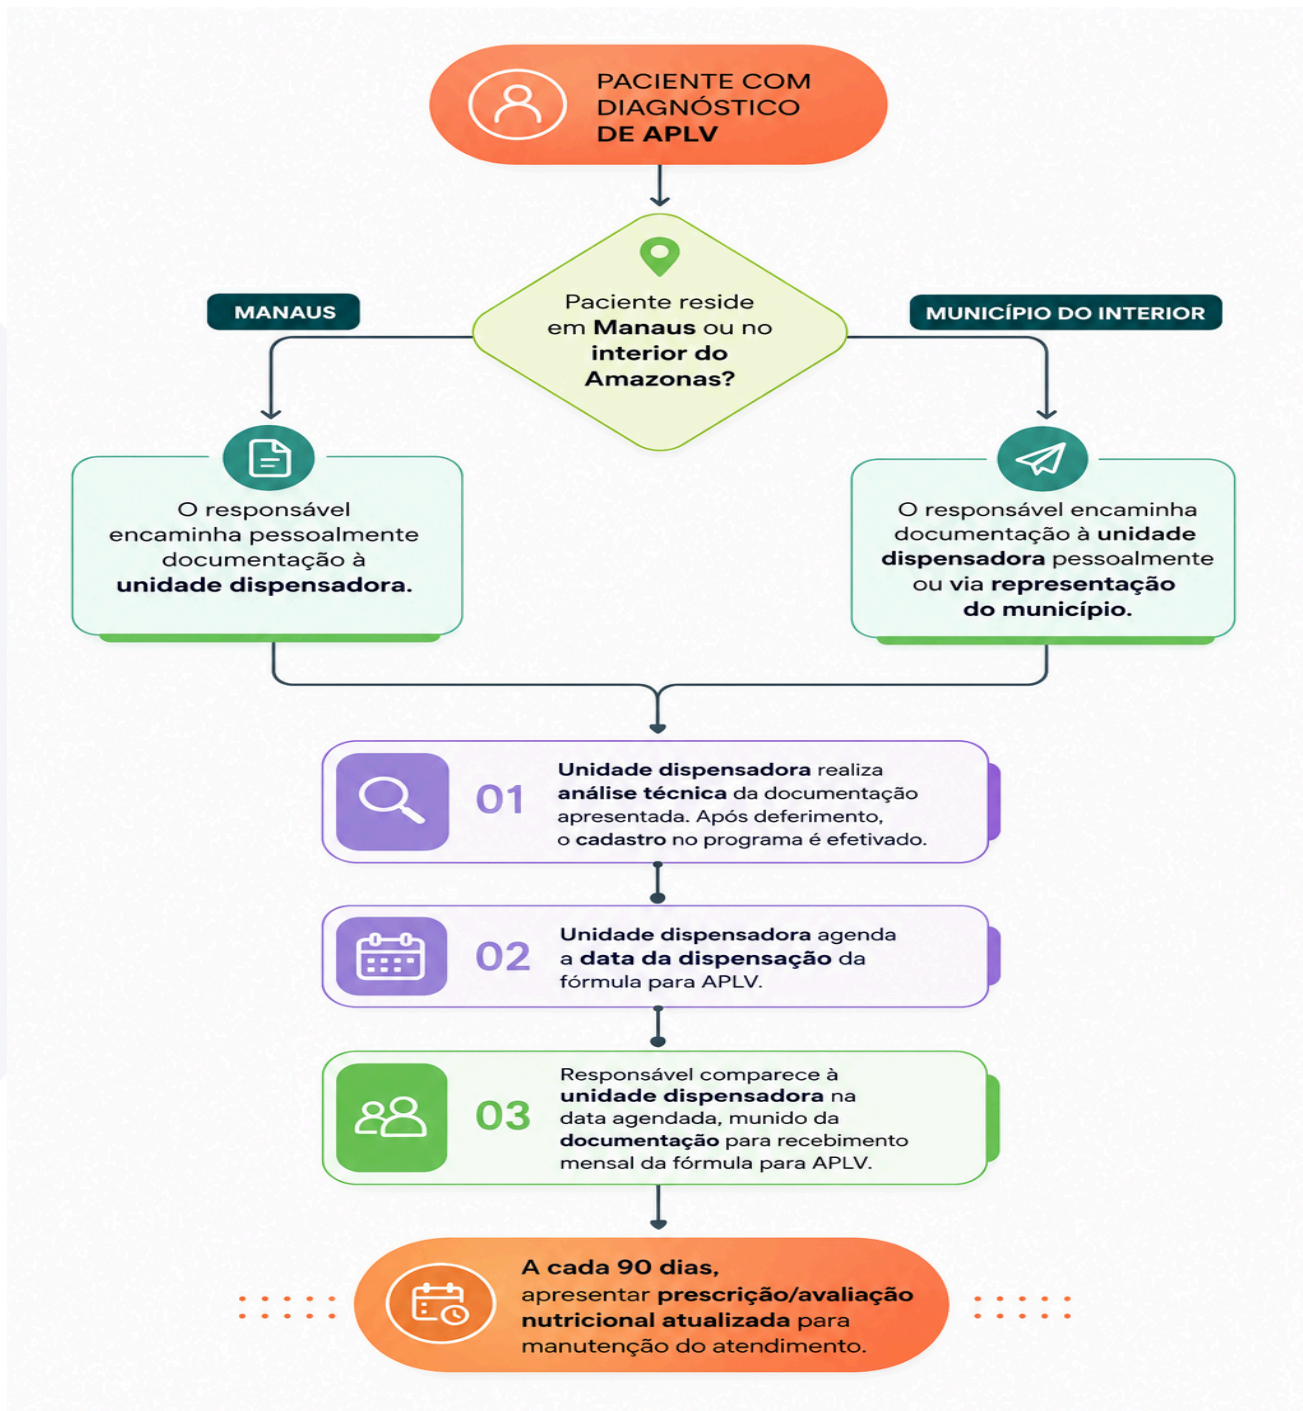 PACIENTE COM
DIAGNÓSTICO
DE APLV
Paciente reside
em Manaus ou no
interior do
Amazonas?
MANAUS
MUNICÍPIO DO INTERIOR
O responsável
encaminha pessoalmente
documentação à
unidade dispensadora.
O responsável encaminha
documentação à unidade
dispensadora pessoalmente
ou via representação
do município.
01
Unidade dispensadora realiza
análise técnica da documentação
apresentada. Após deferimento,
o cadastro no programa é efetivado.
02
Unidade dispensadora agenda
a data da dispensação da
fórmula para APLV.
03
Responsável comparece à
unidade dispensadora na
data agendada, munido da
documentação para recebimento
mensal da fórmula para APLV.
A cada 90 dias,
apresentar prescrição/avaliação
nutricional atualizada para
manutenção do atendimento.